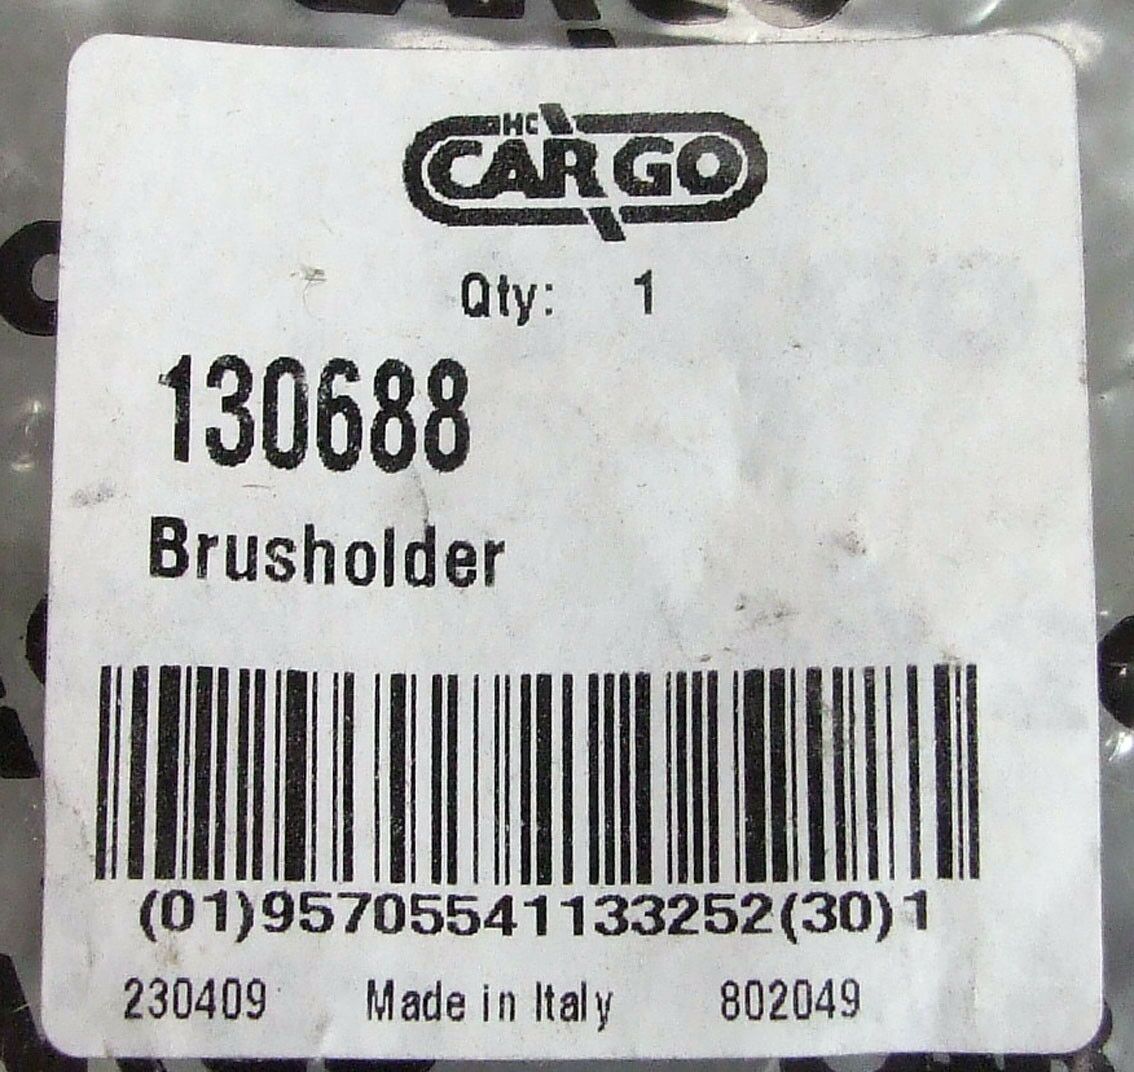 HC
CARGO
Qty: 1
130688
Brusholder
(01)95705541133252(30)1
230409 Made in Italy 802049